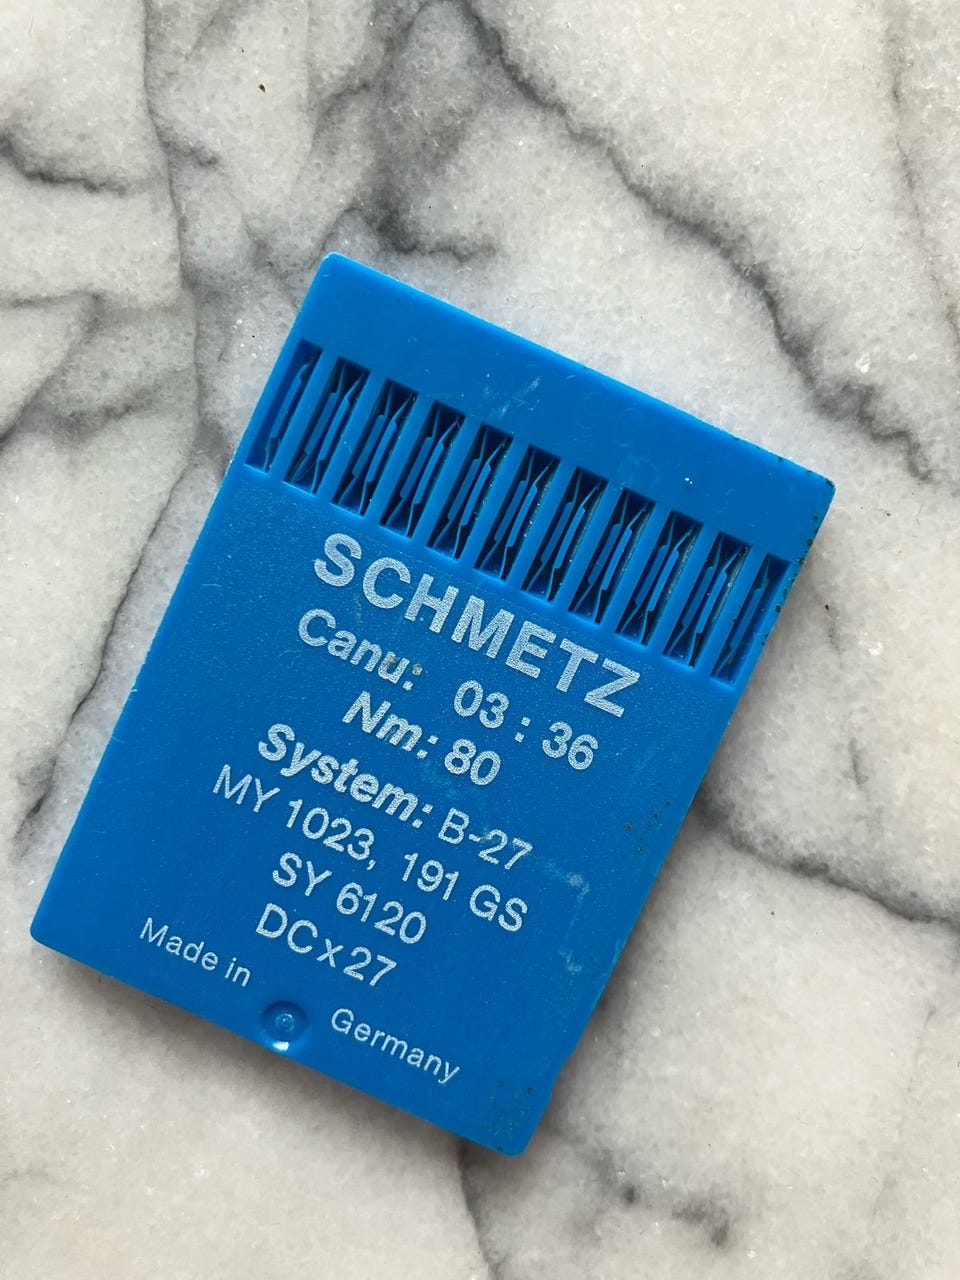 SCHMETZ
Canu: 03 : 36
Nm: 80
System: B-27
MY 1023, 191 GS
SY 6120
DCx27
Made in Germany